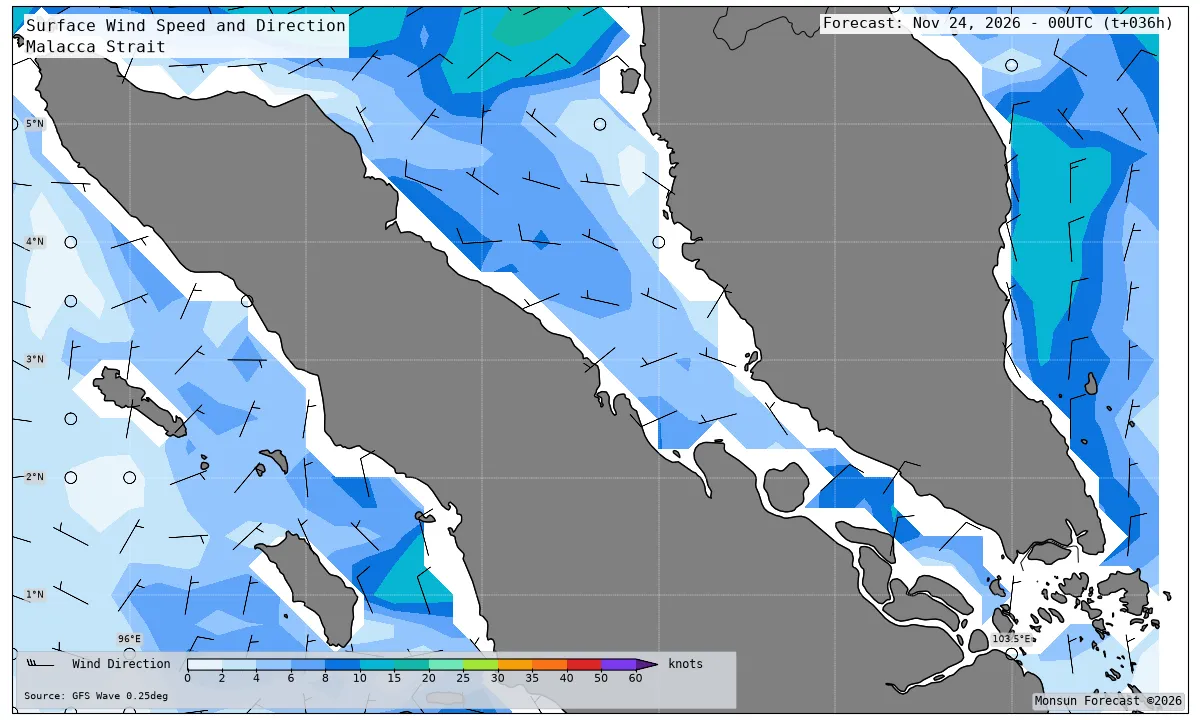 Surface Wind Speed and Direction
Malacca Strait
Forecast: Nov 24, 2026 - 00UTC (t+036h)
5°N
4°N
3°N
2°N
1°N
96°E
103.5°E
Wind Direction
0 2 4 6 8 10 15 20 25 30 35 40 50 60
knots
Source: GFS Wave 0.25deg
Monsun Forecast ©2026